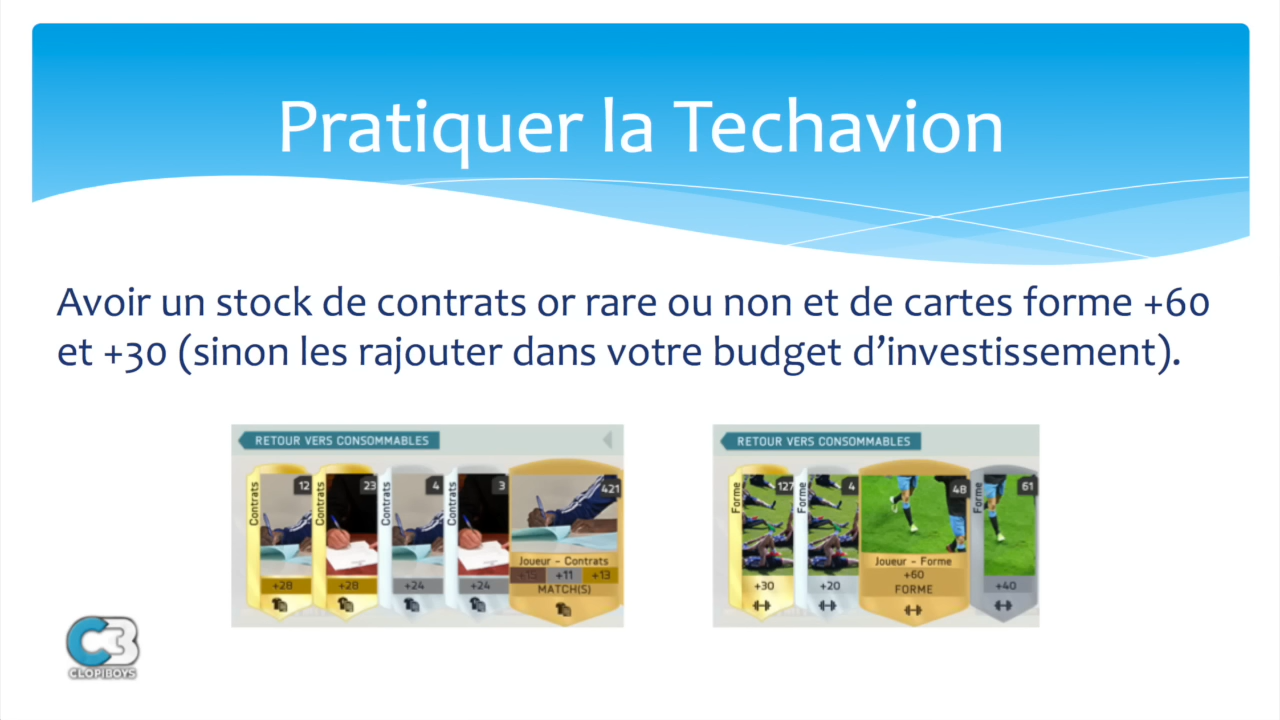 Pratiquer la Techavion
Avoir un stock de contrats or rare ou non et de cartes forme +60
et +30 (sinon les rajouter dans votre budget d’investissement).
RETOUR VERS CONSOMMABLES
12 23 4 3 421
Contrats Contrats Contrats Contrats
Joueur - Contrats
+15 +11 +13
+28 +28 +24 +24 MATCH(S)
RETOUR VERS CONSOMMABLES
127 4 48 61
Forme Forme Forme
Joueur - Forme
+60
+30 +20 FORME +40
C3
CLOPIBOYS